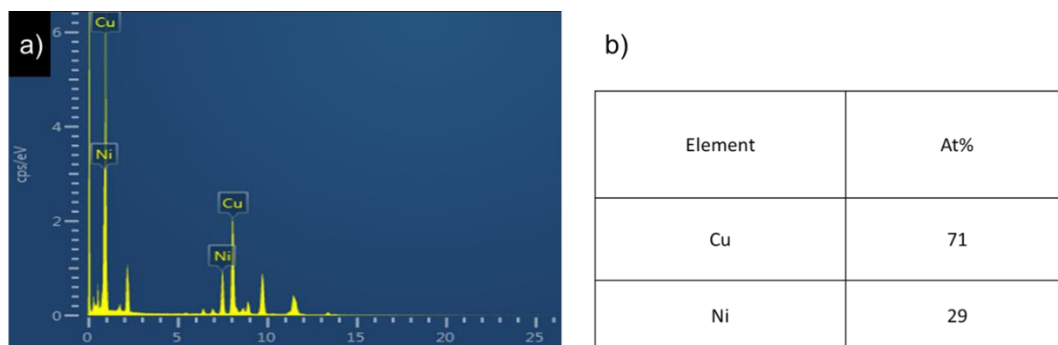 a)
Cu
6
4
Ni
cps/eV
Cu
2
Ni
0
0 5 10 15 20 25
b)
Element At%
Cu 71
Ni 29